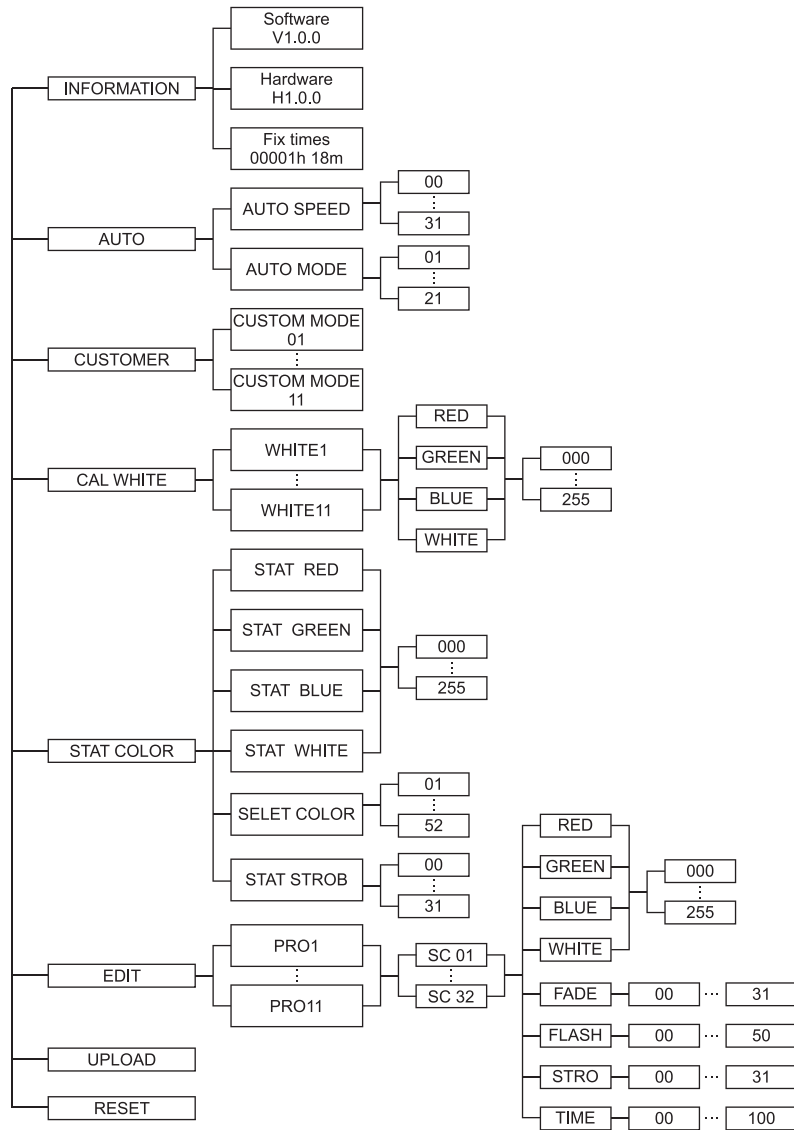 INFORMATION
Software
V1.0.0
Hardware
H1.0.0
Fix times
00001h 18m
AUTO
AUTO SPEED
00
31
AUTO MODE
01
21
CUSTOMER
CUSTOM MODE
01
CUSTOM MODE
11
CAL WHITE
WHITE1
WHITE11
RED
GREEN
BLUE
WHITE
000
255
STAT COLOR
STAT RED
STAT GREEN
STAT BLUE
STAT WHITE
000
255
SELET COLOR
01
52
STAT STROB
00
31
EDIT
PRO1
PRO11
SC 01
SC 32
RED
GREEN
BLUE
WHITE
000
255
FADE 00 ··· 31
FLASH 00 ··· 50
STRO 00 ··· 31
TIME 00 ··· 100
UPLOAD
RESET